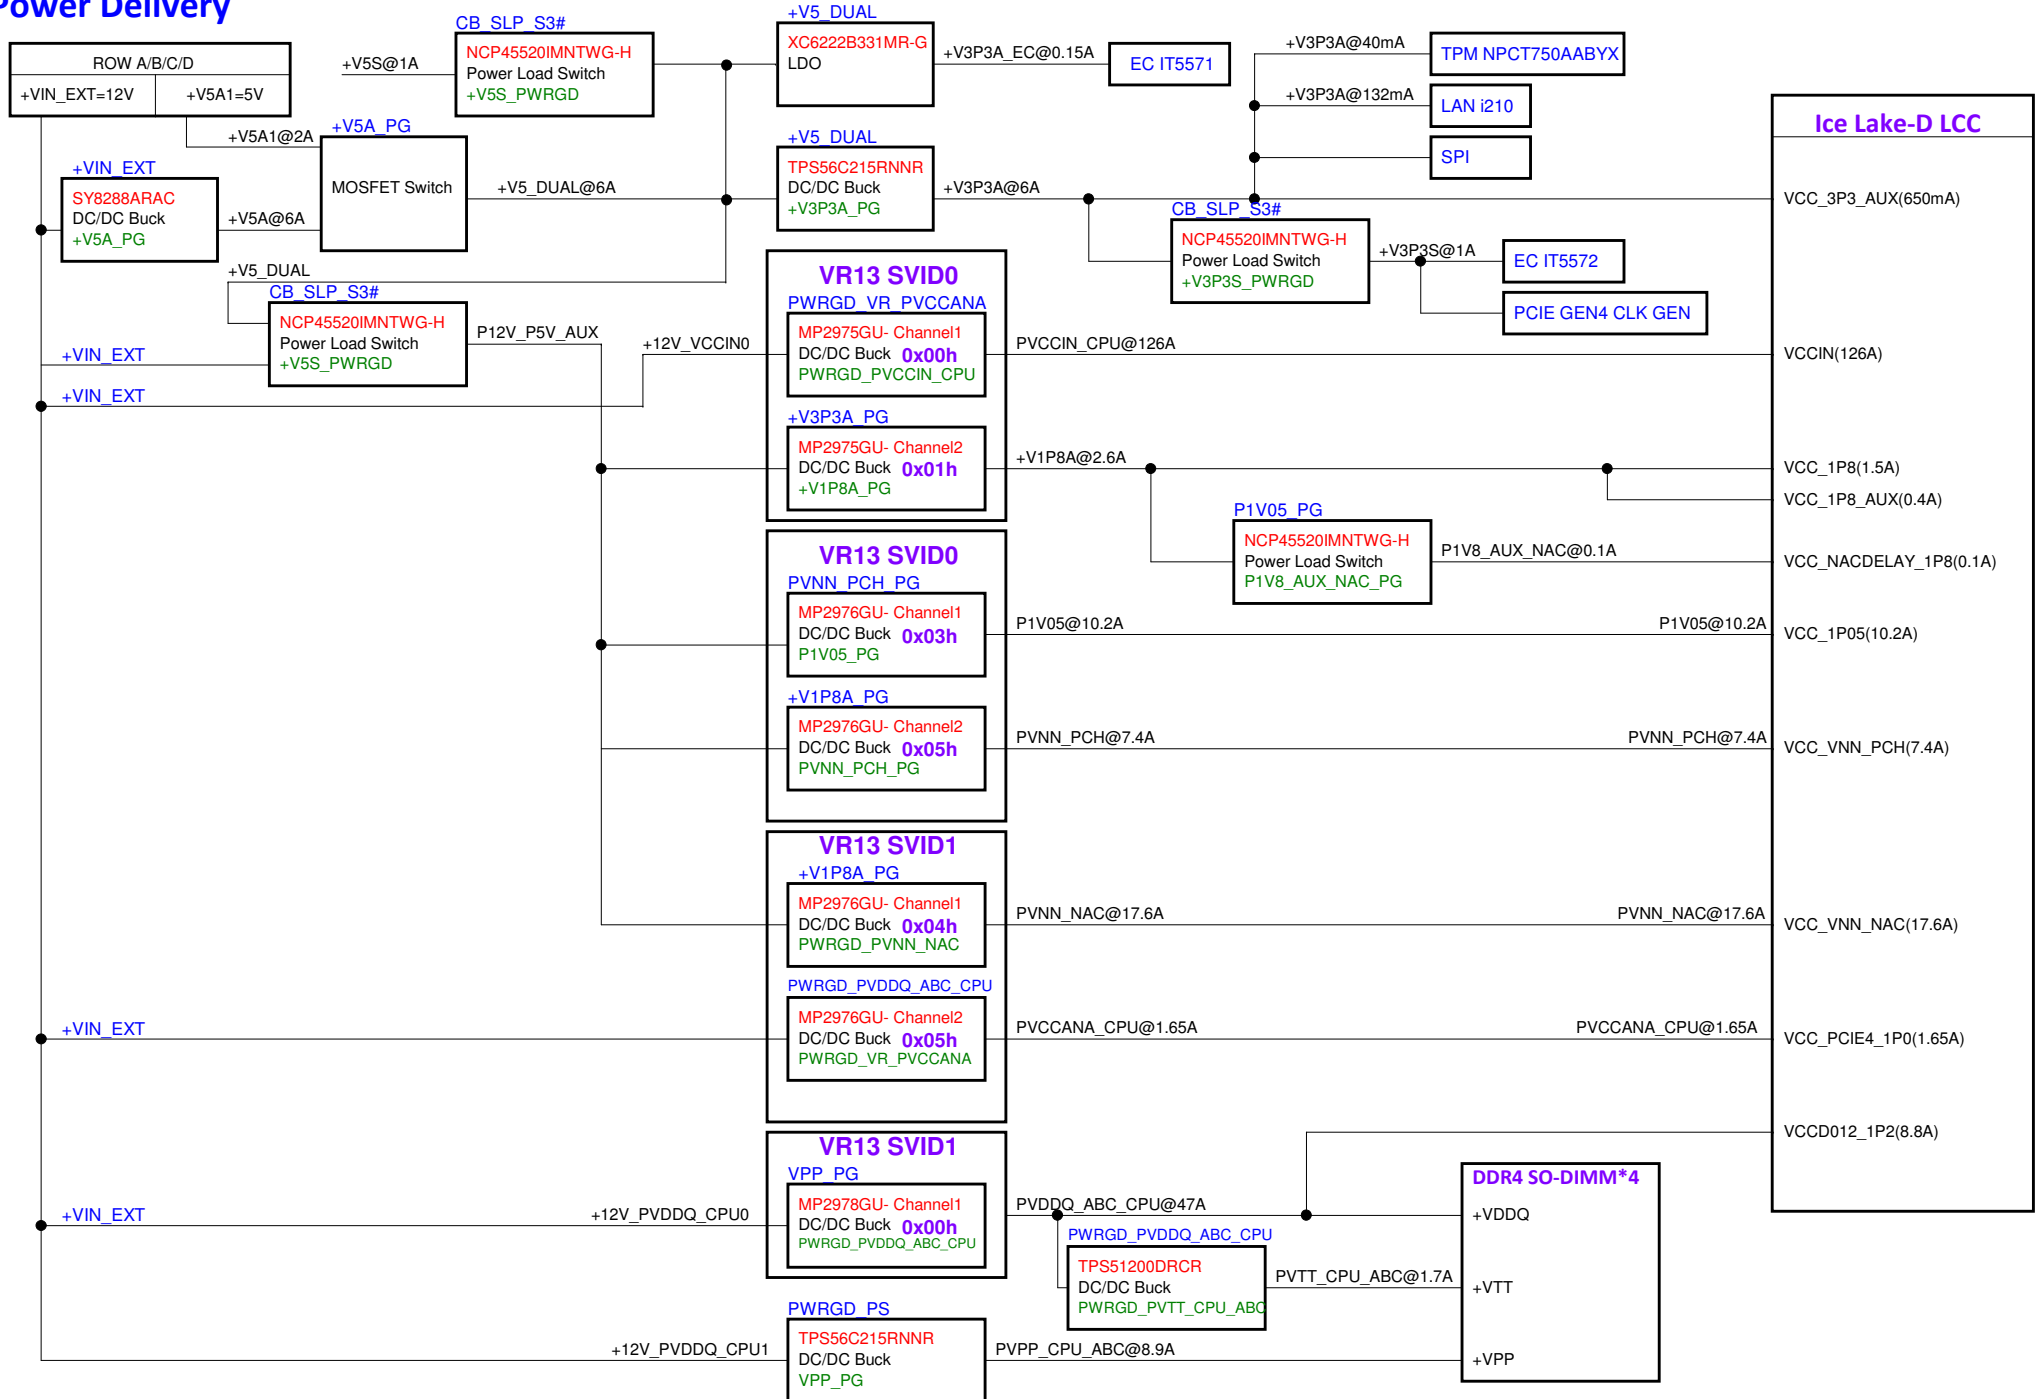 Power Delivery
ROW A/B/C/D
+VIN_EXT=12V
+V5A1=5V
+V5S@1A
CB_SLP_S3#
NCP45520IMNTWG-H
Power Load Switch
+V5S_PWRGD
+V5_DUAL
XC6222B331MR-G
LDO
+V3P3A_EC@0.15A
EC IT5571
+V3P3A@40mA
TPM NPCT750AABYX
+V3P3A@132mA
LAN i210
SPI
Ice Lake-D LCC
+V5A1@2A
+V5A_PG
MOSFET Switch
+VIN_EXT
SY8288ARAC
DC/DC Buck
+V5A_PG
+V5A@6A
+V5_DUAL@6A
+V5_DUAL
TPS56C215RNNR
DC/DC Buck
+V3P3A_PG
+V3P3A@6A
VCC_3P3_AUX(650mA)
CB_SLP_S3#
NCP45520IMNTWG-H
Power Load Switch
+V3P3S_PWRGD
+V3P3S@1A
EC IT5572
PCIE GEN4 CLK GEN
+V5_DUAL
CB_SLP_S3#
NCP45520IMNTWG-H
Power Load Switch
+V5S_PWRGD
P12V_P5V_AUX
+VIN_EXT
+VIN_EXT
+12V_VCCIN0
VR13 SVID0
PWRGD_VR_PVCCANA
MP2975GU- Channel1
DC/DC Buck 0x00h
PWRGD_PVCCIN_CPU
PVCCIN_CPU@126A
VCCIN(126A)
+V3P3A_PG
MP2975GU- Channel2
DC/DC Buck 0x01h
+V1P8A_PG
+V1P8A@2.6A
VCC_1P8(1.5A)
VCC_1P8_AUX(0.4A)
P1V05_PG
NCP45520IMNTWG-H
Power Load Switch
P1V8_AUX_NAC_PG
P1V8_AUX_NAC@0.1A
VCC_NACDELAY_1P8(0.1A)
VR13 SVID0
PVNN_PCH_PG
MP2976GU- Channel1
DC/DC Buck 0x03h
P1V05_PG
P1V05@10.2A
P1V05@10.2A
VCC_1P05(10.2A)
+V1P8A_PG
MP2976GU- Channel2
DC/DC Buck 0x05h
PVNN_PCH_PG
PVNN_PCH@7.4A
PVNN_PCH@7.4A
VCC_VNN_PCH(7.4A)
VR13 SVID1
+V1P8A_PG
MP2976GU- Channel1
DC/DC Buck 0x04h
PWRGD_PVNN_NAC
PVNN_NAC@17.6A
PVNN_NAC@17.6A
VCC_VNN_NAC(17.6A)
PWRGD_PVDDQ_ABC_CPU
+VIN_EXT
MP2976GU- Channel2
DC/DC Buck 0x05h
PWRGD_VR_PVCCANA
PVCCANA_CPU@1.65A
PVCCANA_CPU@1.65A
VCC_PCIE4_1P0(1.65A)
VCCD012_1P2(8.8A)
VR13 SVID1
VPP_PG
+VIN_EXT
+12V_PVDDQ_CPU0
MP2978GU- Channel1
DC/DC Buck 0x00h
PWRGD_PVDDQ_ABC_CPU
PVDDQ_ABC_CPU@47A
DDR4 SO-DIMM*4
+VDDQ
PWRGD_PVDDQ_ABC_CPU
TPS51200DRCR
DC/DC Buck
PWRGD_PVTT_CPU_ABC
PVTT_CPU_ABC@1.7A
+VTT
PWRGD_PS
+12V_PVDDQ_CPU1
TPS56C215RNNR
DC/DC Buck
VPP_PG
PVPP_CPU_ABC@8.9A
+VPP